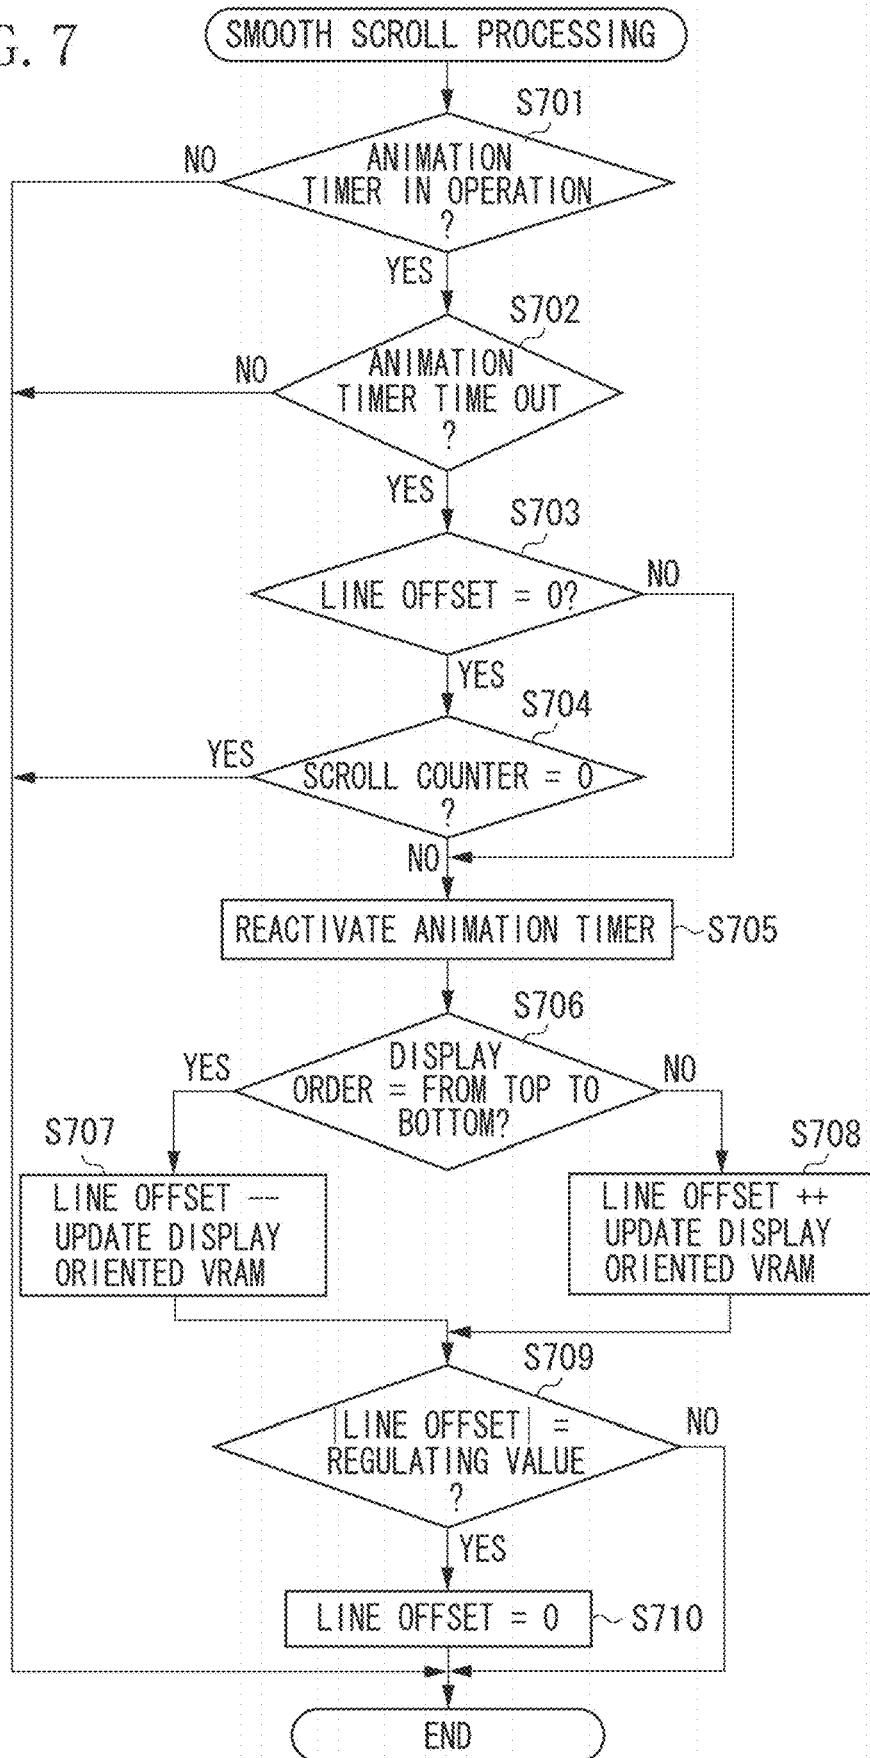 G. 7
SMOOTH SCROLL PROCESSING
S701
ANIMATION
TIMER IN OPERATION
?
NO
YES
S702
ANIMATION
TIMER TIME OUT
?
NO
YES
S703
LINE OFFSET = 0?
NO
YES
S704
SCROLL COUNTER = 0
?
YES
NO
REACTIVATE ANIMATION TIMER
S705
S706
DISPLAY
ORDER = FROM TOP TO
BOTTOM?
YES
NO
S707
LINE OFFSET --
UPDATE DISPLAY
ORIENTED VRAM
S708
LINE OFFSET ++
UPDATE DISPLAY
ORIENTED VRAM
S709
|LINE OFFSET| =
REGULATING VALUE
?
NO
YES
LINE OFFSET = 0
S710
END